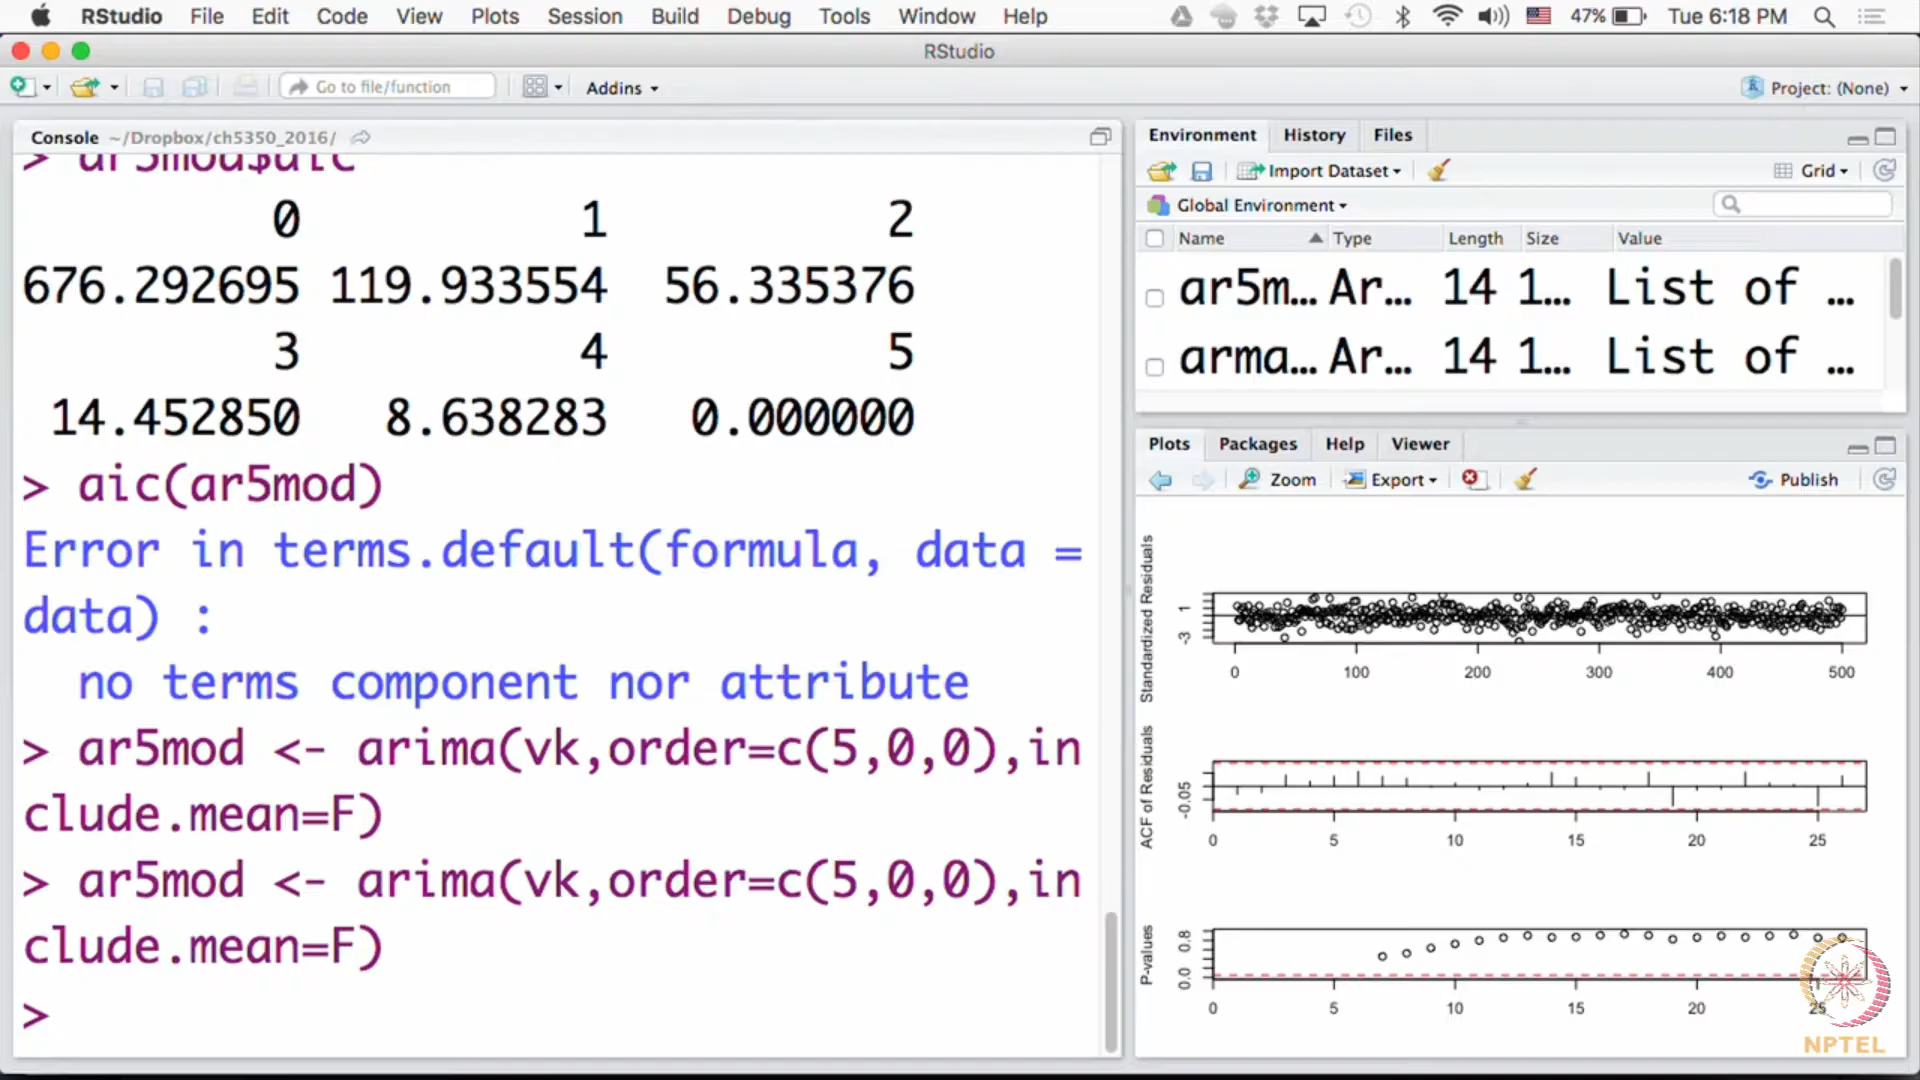 RStudio File Edit Code View Plots Session Build Debug Tools Window Help 47% Tue 6:18 PM
RStudio
Go to file/function Addins Project: (None)
Console ~/Dropbox/ch5350_2016/
> ar5mod$aic
0 1 2
676.292695 119.933554 56.335376
3 4 5
14.452850 8.638283 0.000000
> aic(ar5mod)
Error in terms.default(formula, data =
data) :
no terms component nor attribute
> ar5mod <- arima(vk,order=c(5,0,0),in
clude.mean=F)
> ar5mod <- arima(vk,order=c(5,0,0),in
clude.mean=F)
>
Environment History Files
Import Dataset Grid
Global Environment
Name Type Length Size Value
ar5m… Ar… 14 1… List of …
arma… Ar… 14 1… List of …
Plots Packages Help Viewer
Zoom Export Publish
Standardized Residuals
1
-3
0 100 200 300 400 500
ACF of Residuals
-0.05
0 5 10 15 20 25
P-values
0.8
0.0
0 5 10 15 20 25
NPTEL